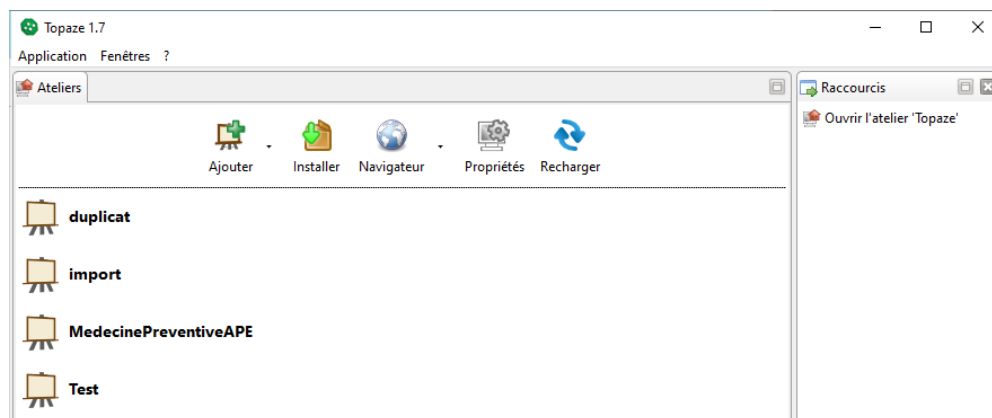 Topaze 1.7
Application Fenêtres ?
Ateliers
Raccourcis
Ouvrir l'atelier 'Topaze'
Ajouter Installer Navigateur Propriétés Recharger
duplicat
import
MedecinePreventiveAPE
Test